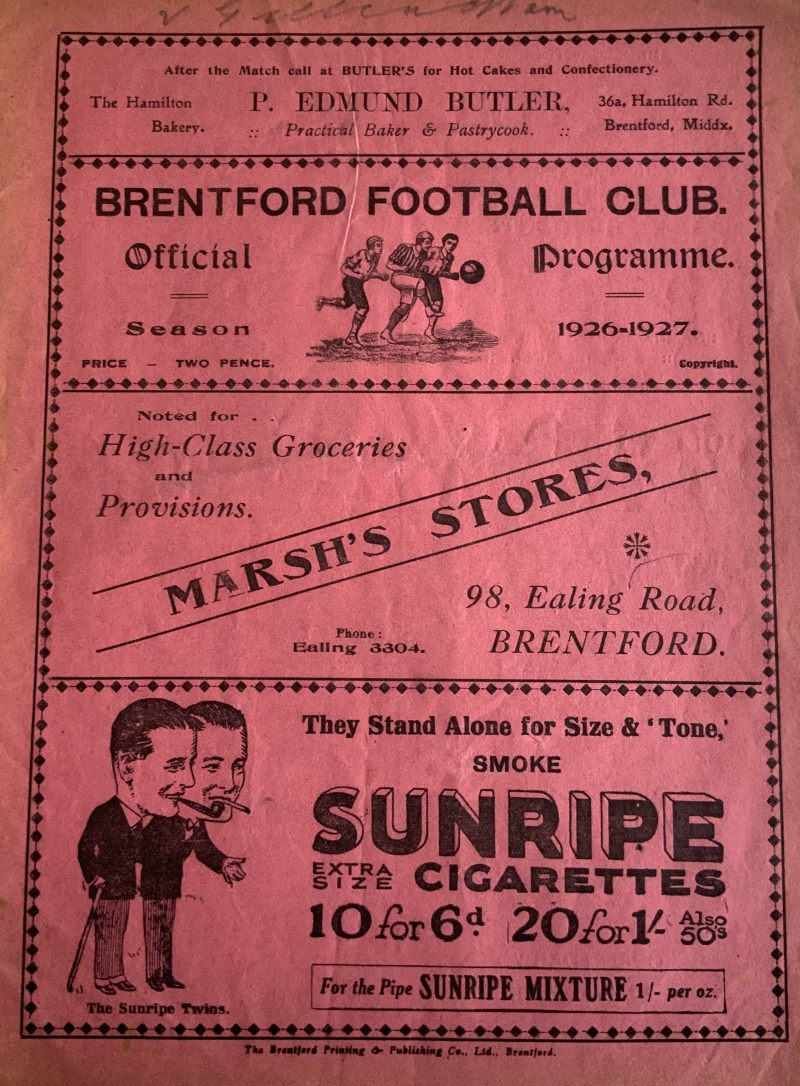 v Gillingham
After the Match call at BUTLER'S for Hot Cakes and Confectionery.
The Hamilton Bakery.
P. EDMUND BUTLER,
:: Practical Baker & Pastrycook. ::
36a, Hamilton Rd.
Brentford, Middx.
BRENTFORD FOOTBALL CLUB.
Official Programme.
Season 1926-1927.
PRICE — TWO PENCE. Copyright.
Noted for . .
High-Class Groceries
and
Provisions.
MARSH'S STORES,
98, Ealing Road,
BRENTFORD.
Phone:
Ealing 3304.
They Stand Alone for Size & 'Tone,'
SMOKE
SUNRIPE
EXTRA SIZE CIGARETTES
10 for 6d. 20 for 1/- Also 50's
For the Pipe SUNRIPE MIXTURE 1/- per oz.
The Sunripe Twins.
The Brentford Printing & Publishing Co., Ltd., Brentford.